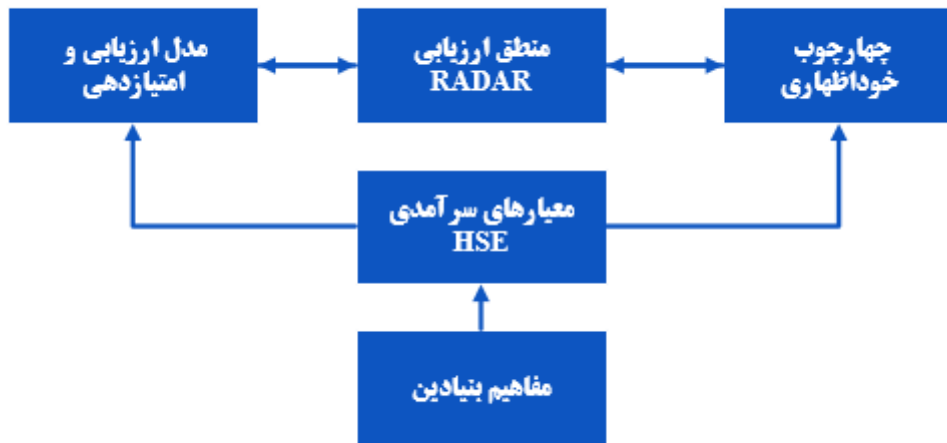 چهارچوب
خوداظهاری
منطق ارزیابی
RADAR
مدل ارزیابی و
امتیازدهی
معیارهای سرآمدی
HSE
مفاهیم بنیادین